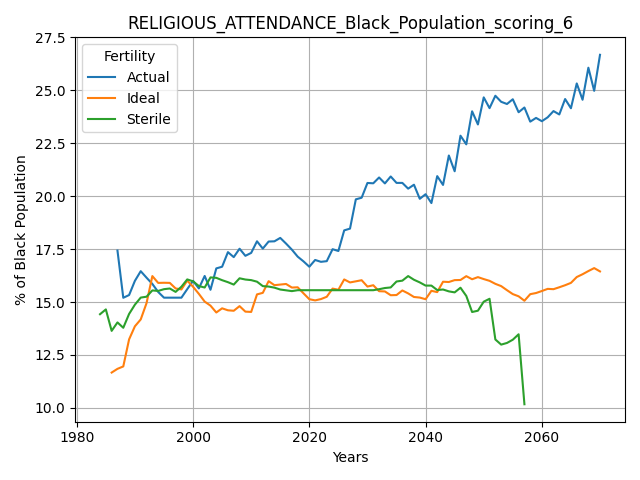 RELIGIOUS_ATTENDANCE_Black_Population_scoring_6
27.5
25.0
22.5
20.0
17.5
15.0
12.5
10.0
% of Black Population
Fertility
Actual
Ideal
Sterile
1980
2000
2020
2040
2060
Years